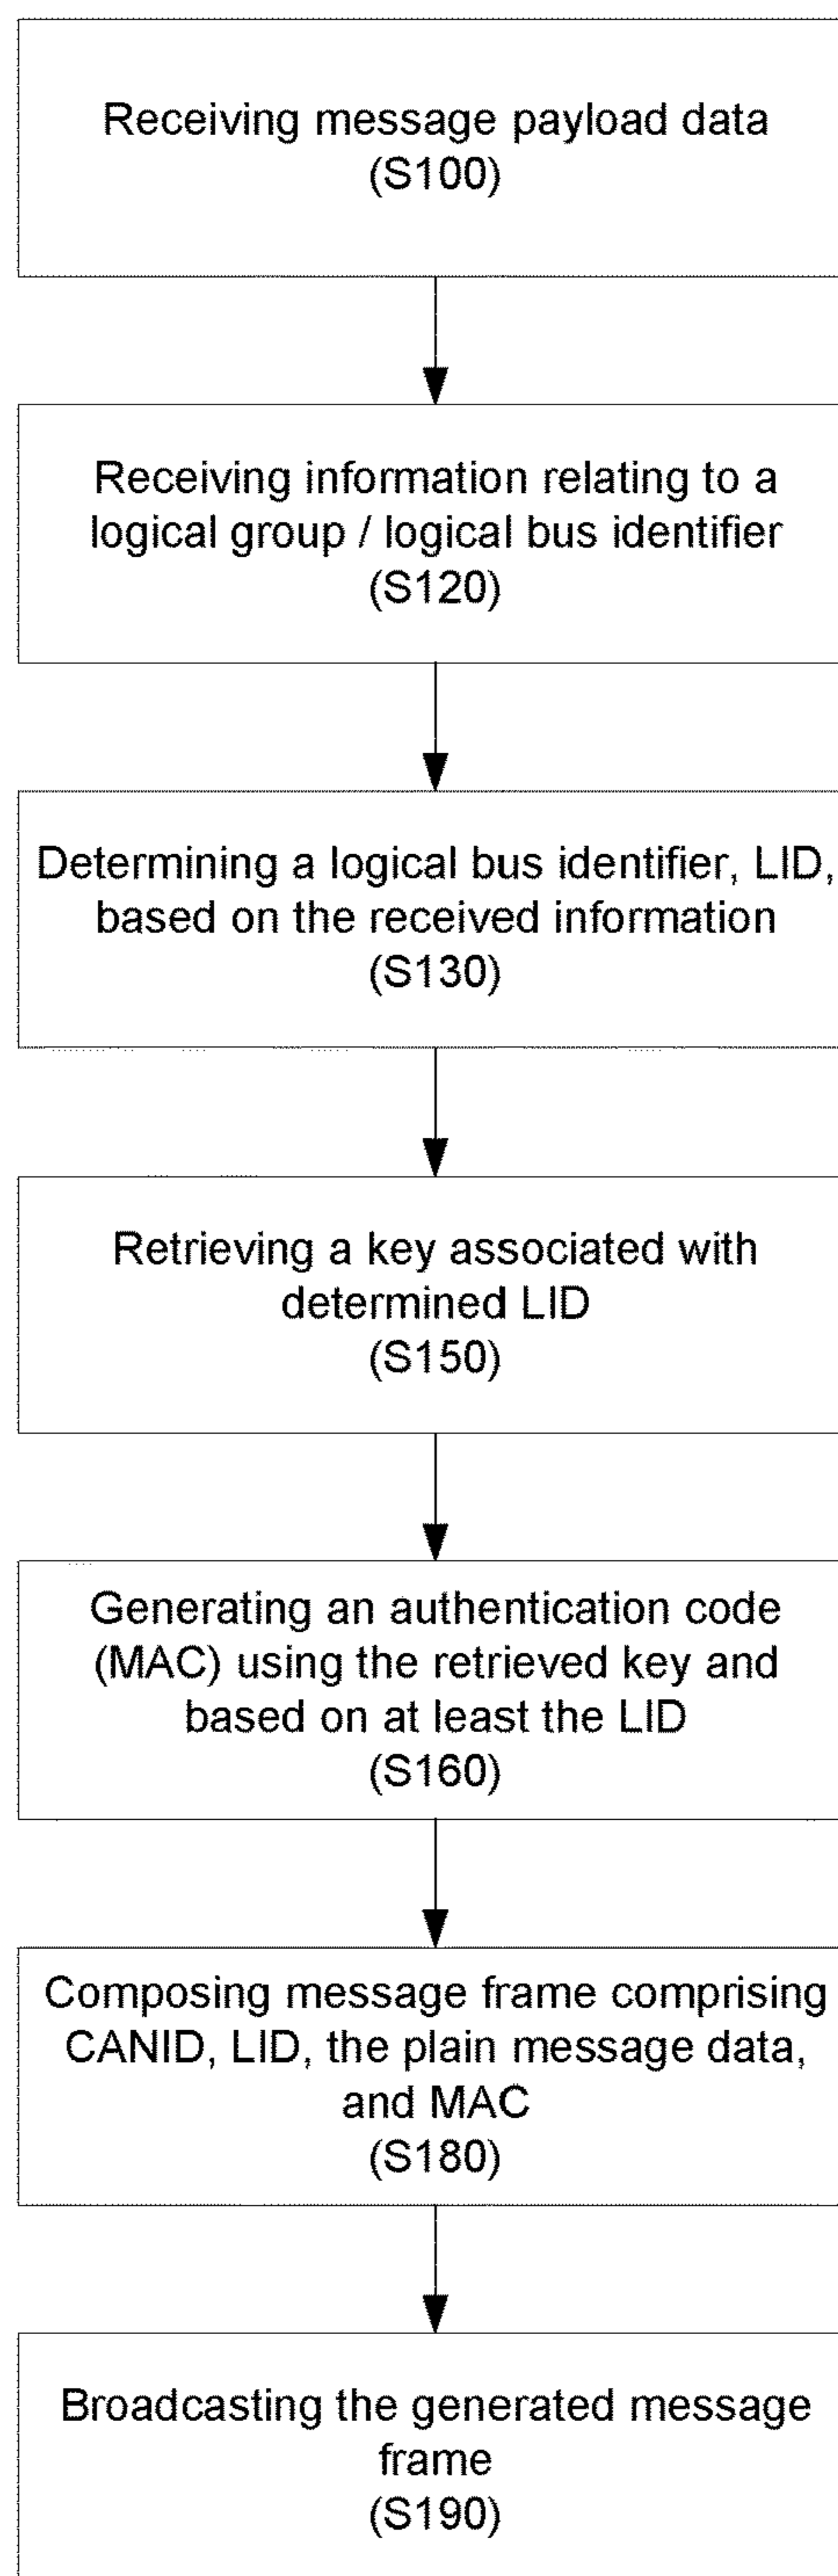 Receiving message payload data
(S100)
Receiving information relating to a
logical group / logical bus identifier
(S120)
Determining a logical bus identifier, LID,
based on the received information
(S130)
Retrieving a key associated with
determined LID
(S150)
Generating an authentication code
(MAC) using the retrieved key and
based on at least the LID
(S160)
Composing message frame comprising
CANID, LID, the plain message data,
and MAC
(S180)
Broadcasting the generated message
frame
(S190)